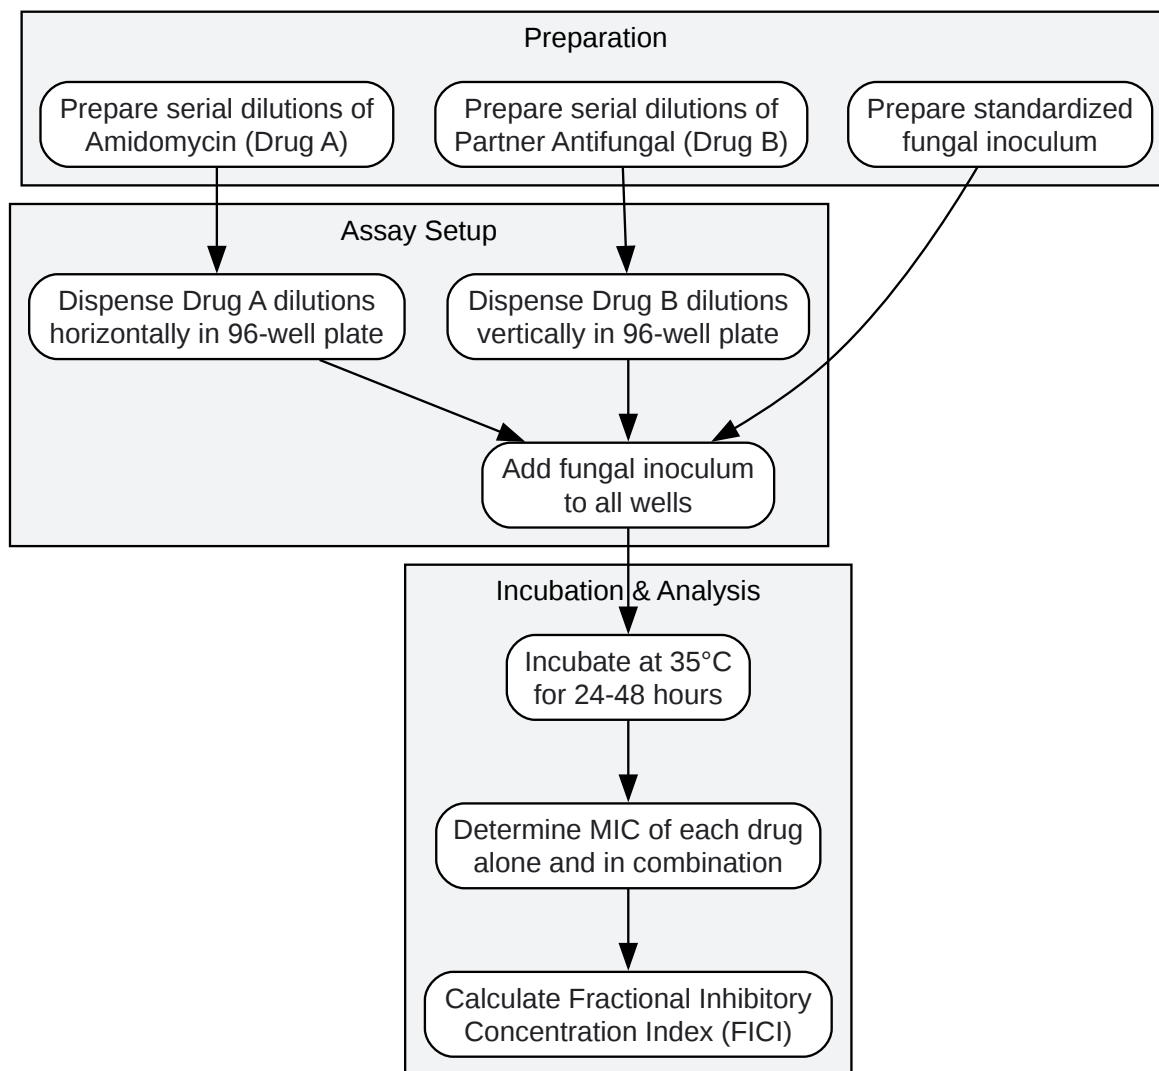 Preparation
Prepare serial dilutions of
Amidomycin (Drug A)
Prepare serial dilutions of
Partner Antifungal (Drug B)
Prepare standardized
fungal inoculum
Assay Setup
Dispense Drug A dilutions
horizontally in 96-well plate
Dispense Drug B dilutions
vertically in 96-well plate
Add fungal inoculum
to all wells
Incubation & Analysis
Incubate at 35°C
for 24-48 hours
Determine MIC of each drug
alone and in combination
Calculate Fractional Inhibitory
Concentration Index (FICI)